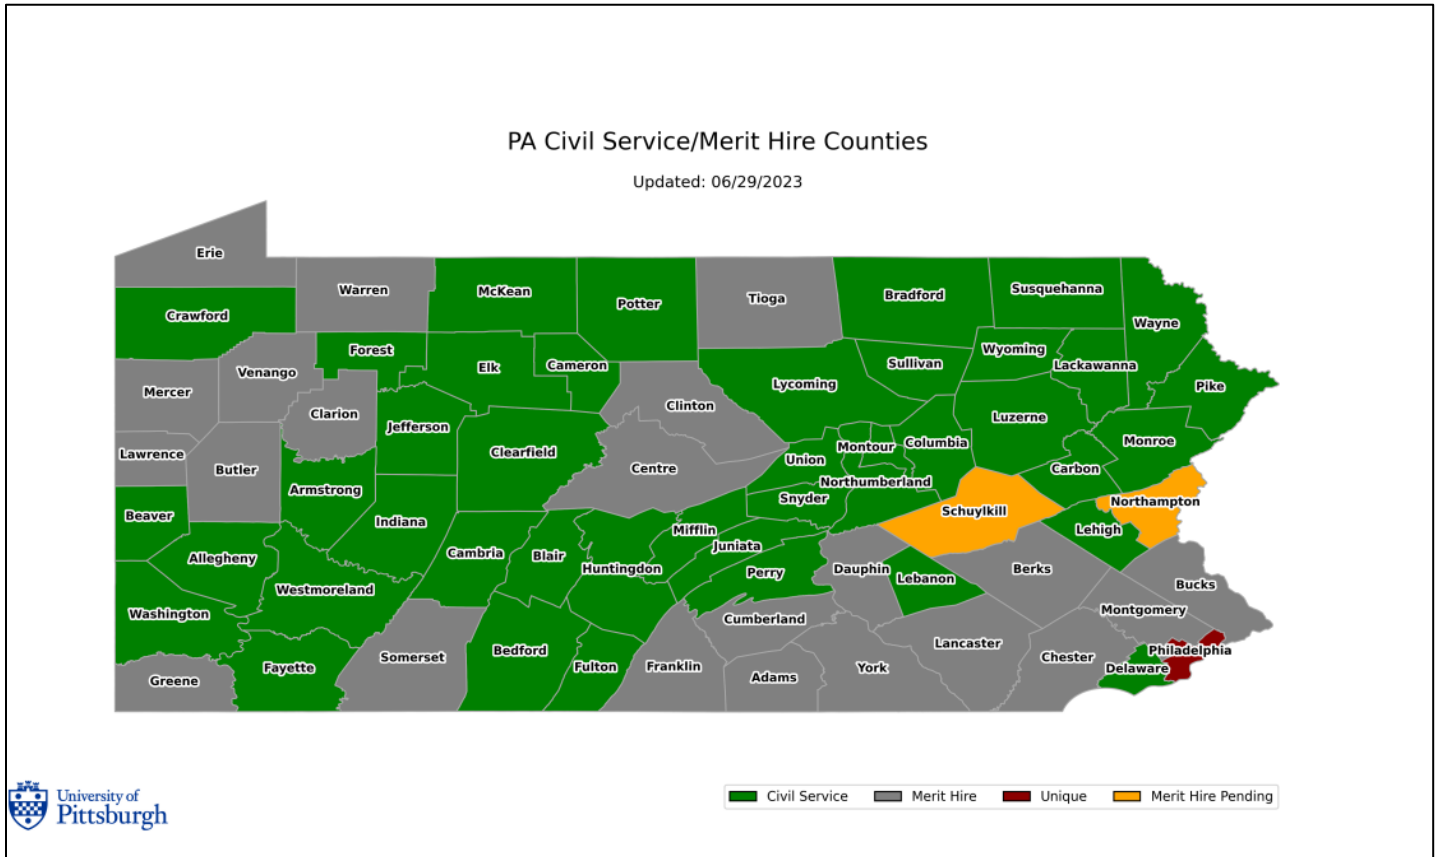 PA Civil Service/Merit Hire Counties
Updated: 06/29/2023
Erie
Warren
McKean
Potter
Tioga
Bradford
Susquehanna
Wayne
Crawford
Forest
Elk
Cameron
Sullivan
Wyoming
Lackawanna
Pike
Venango
Mercer
Clarion
Jefferson
Clinton
Lycoming
Luzerne
Monroe
Lawrence
Butler
Clearfield
Centre
Union
Montour
Columbia
Carbon
Armstrong
Snyder
Northumberland
Northampton
Beaver
Indiana
Mifflin
Schuylkill
Lehigh
Allegheny
Cambria
Blair
Huntingdon
Juniata
Perry
Dauphin
Lebanon
Berks
Bucks
Washington
Westmoreland
Cumberland
Montgomery
Greene
Fayette
Somerset
Bedford
Fulton
Franklin
Adams
York
Lancaster
Chester
Delaware
Philadelphia
Civil Service
Merit Hire
Unique
Merit Hire Pending
University of
Pittsburgh